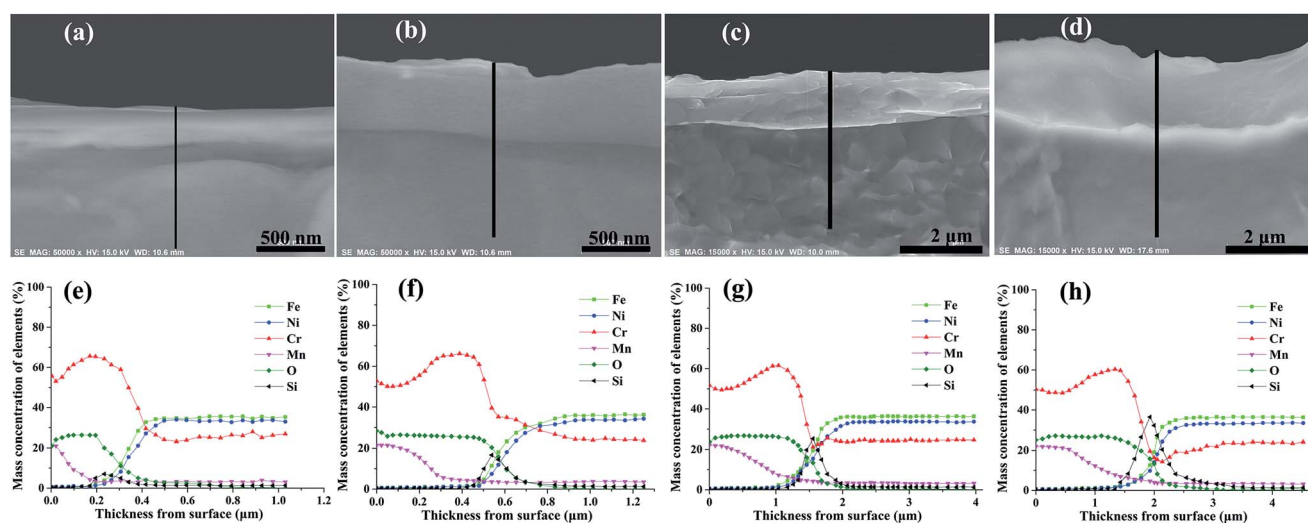 (a)
(b)
(c)
(d)
500 nm
500 nm
2 μm
2 μm
SE MAG: 50000 x HV: 15.0 kV WD: 10.6 mm
SE MAG: 50000 x HV: 15.0 kV WD: 10.6 mm
SE MAG: 15000 x HV: 15.0 kV WD: 10.0 mm
SE MAG: 15000 x HV: 15.0 kV WD: 17.6 mm
(e)
Mass concentration of elements (%)
100
80
60
40
20
0
Fe
Ni
Cr
Mn
O
Si
0.0 0.2 0.4 0.6 0.8 1.0 1.2
Thickness from surface (μm)
(f)
Mass concentration of elements (%)
100
80
60
40
20
0
Fe
Ni
Cr
Mn
O
Si
0.0 0.2 0.4 0.6 0.8 1.0 1.2
Thickness from surface (μm)
(g)
Mass concentration of elements (%)
100
80
60
40
20
0
Fe
Ni
Cr
Mn
O
Si
0 1 2 3 4
Thickness from surface (μm)
(h)
Mass concentration of elements (%)
100
80
60
40
20
0
Fe
Ni
Cr
Mn
O
Si
0 1 2 3 4
Thickness from surface (μm)